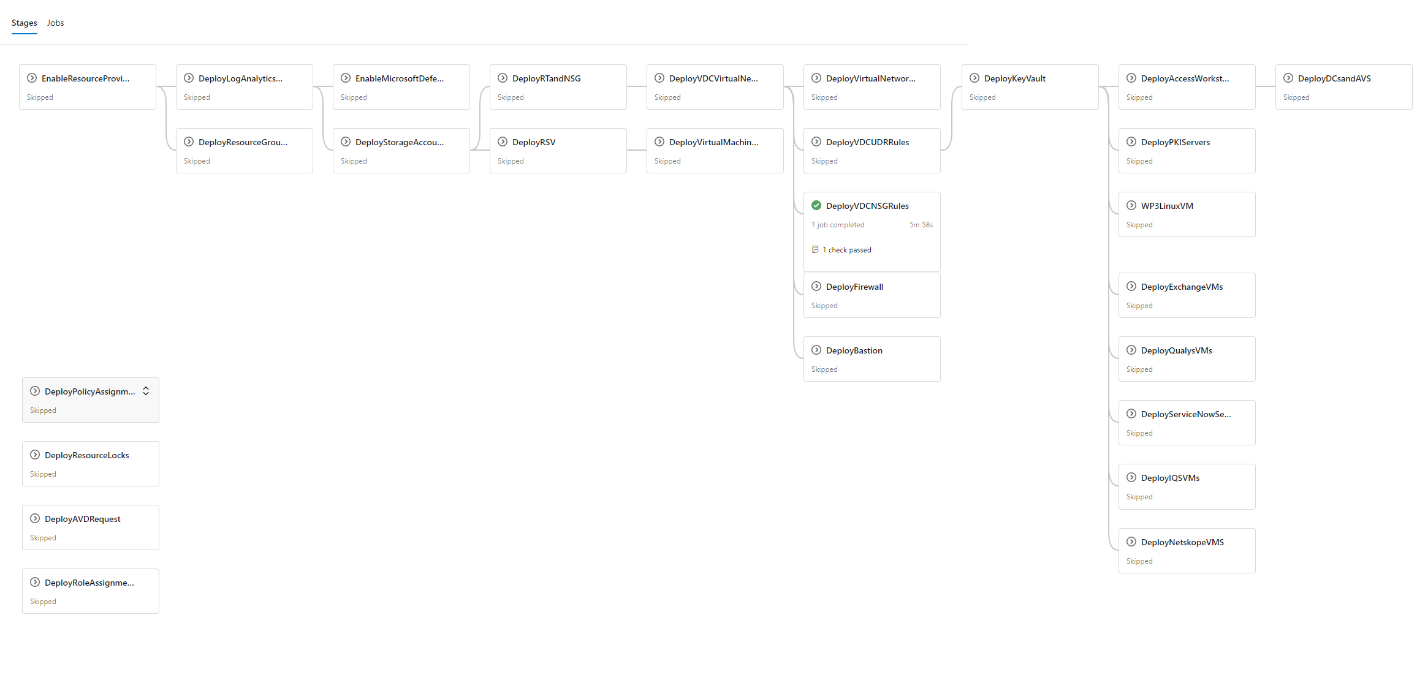 Stages Jobs
EnableResourceProvi...
Skipped
DeployLogAnalytics...
Skipped
EnableMicrosoftDefe...
Skipped
DeployRTandNSG
Skipped
DeployVDCVirtualNe...
Skipped
DeployVirtualNetwor...
Skipped
DeployKeyVault
Skipped
DeployAccessWorkst...
Skipped
DeployDCsandAVS
Skipped
DeployResourceGrou...
Skipped
DeployStorageAccou...
Skipped
DeployRSV
Skipped
DeployVirtualMachin...
Skipped
DeployVDCUDRRules
Skipped
DeployPKIServers
Skipped
DeployVDCNSGRules
1 job completed 5m 58s
1 check passed
WP3LinuxVM
Skipped
DeployFirewall
Skipped
DeployExchangeVMs
Skipped
DeployBastion
Skipped
DeployQualysVMs
Skipped
DeployPolicyAssignm...
Skipped
DeployServiceNowSe...
Skipped
DeployResourceLocks
Skipped
DeployIQSVMs
Skipped
DeployAVDRequest
Skipped
DeployNetskopeVMS
Skipped
DeployRoleAssignme...
Skipped